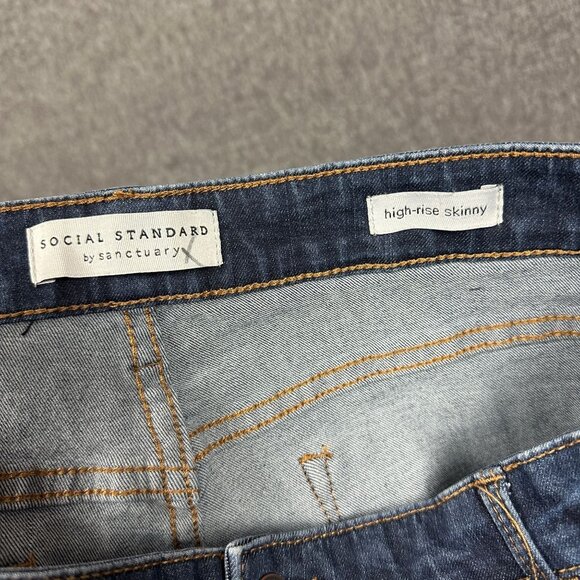 SOCIAL STANDARD
by sanctuary
high-rise skinny